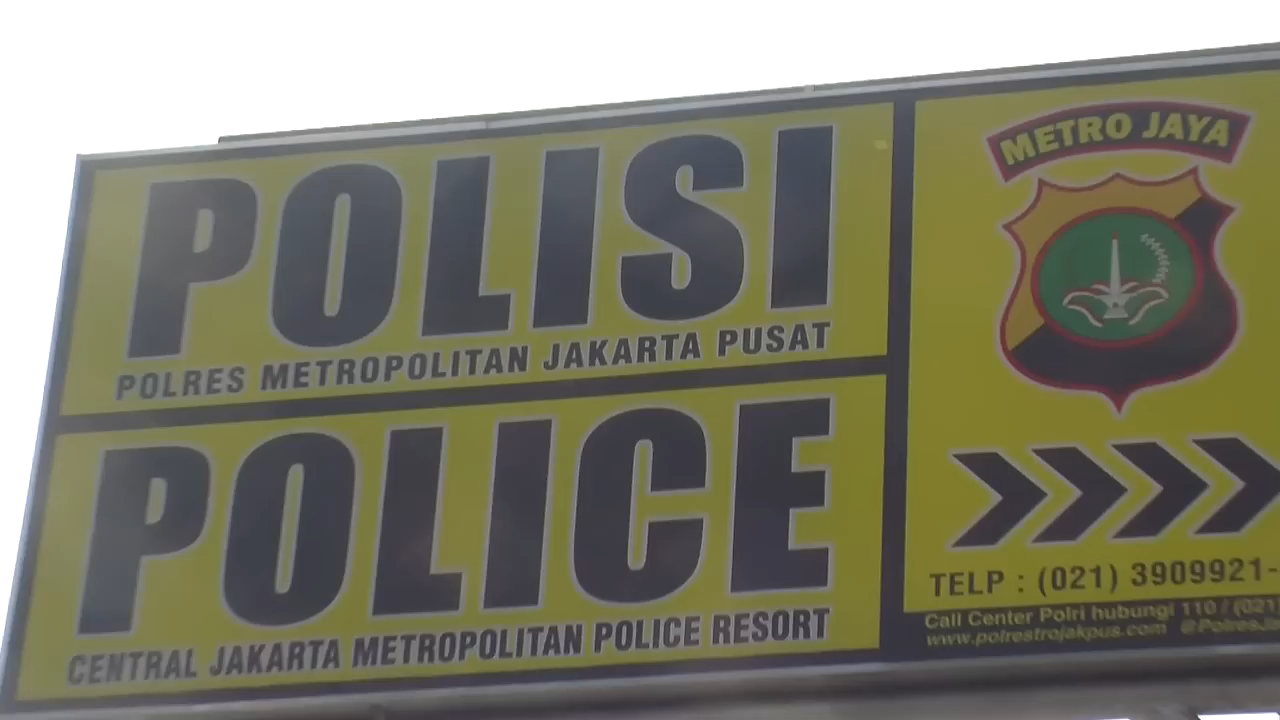 POLISI
POLRES METROPOLITAN JAKARTA PUSAT
POLICE
CENTRAL JAKARTA METROPOLITAN POLICE RESORT
METRO JAYA
TELP : (021) 3909921-
Call Center Polri hubungi 110 / (021)
www.polrestrojakpus.com